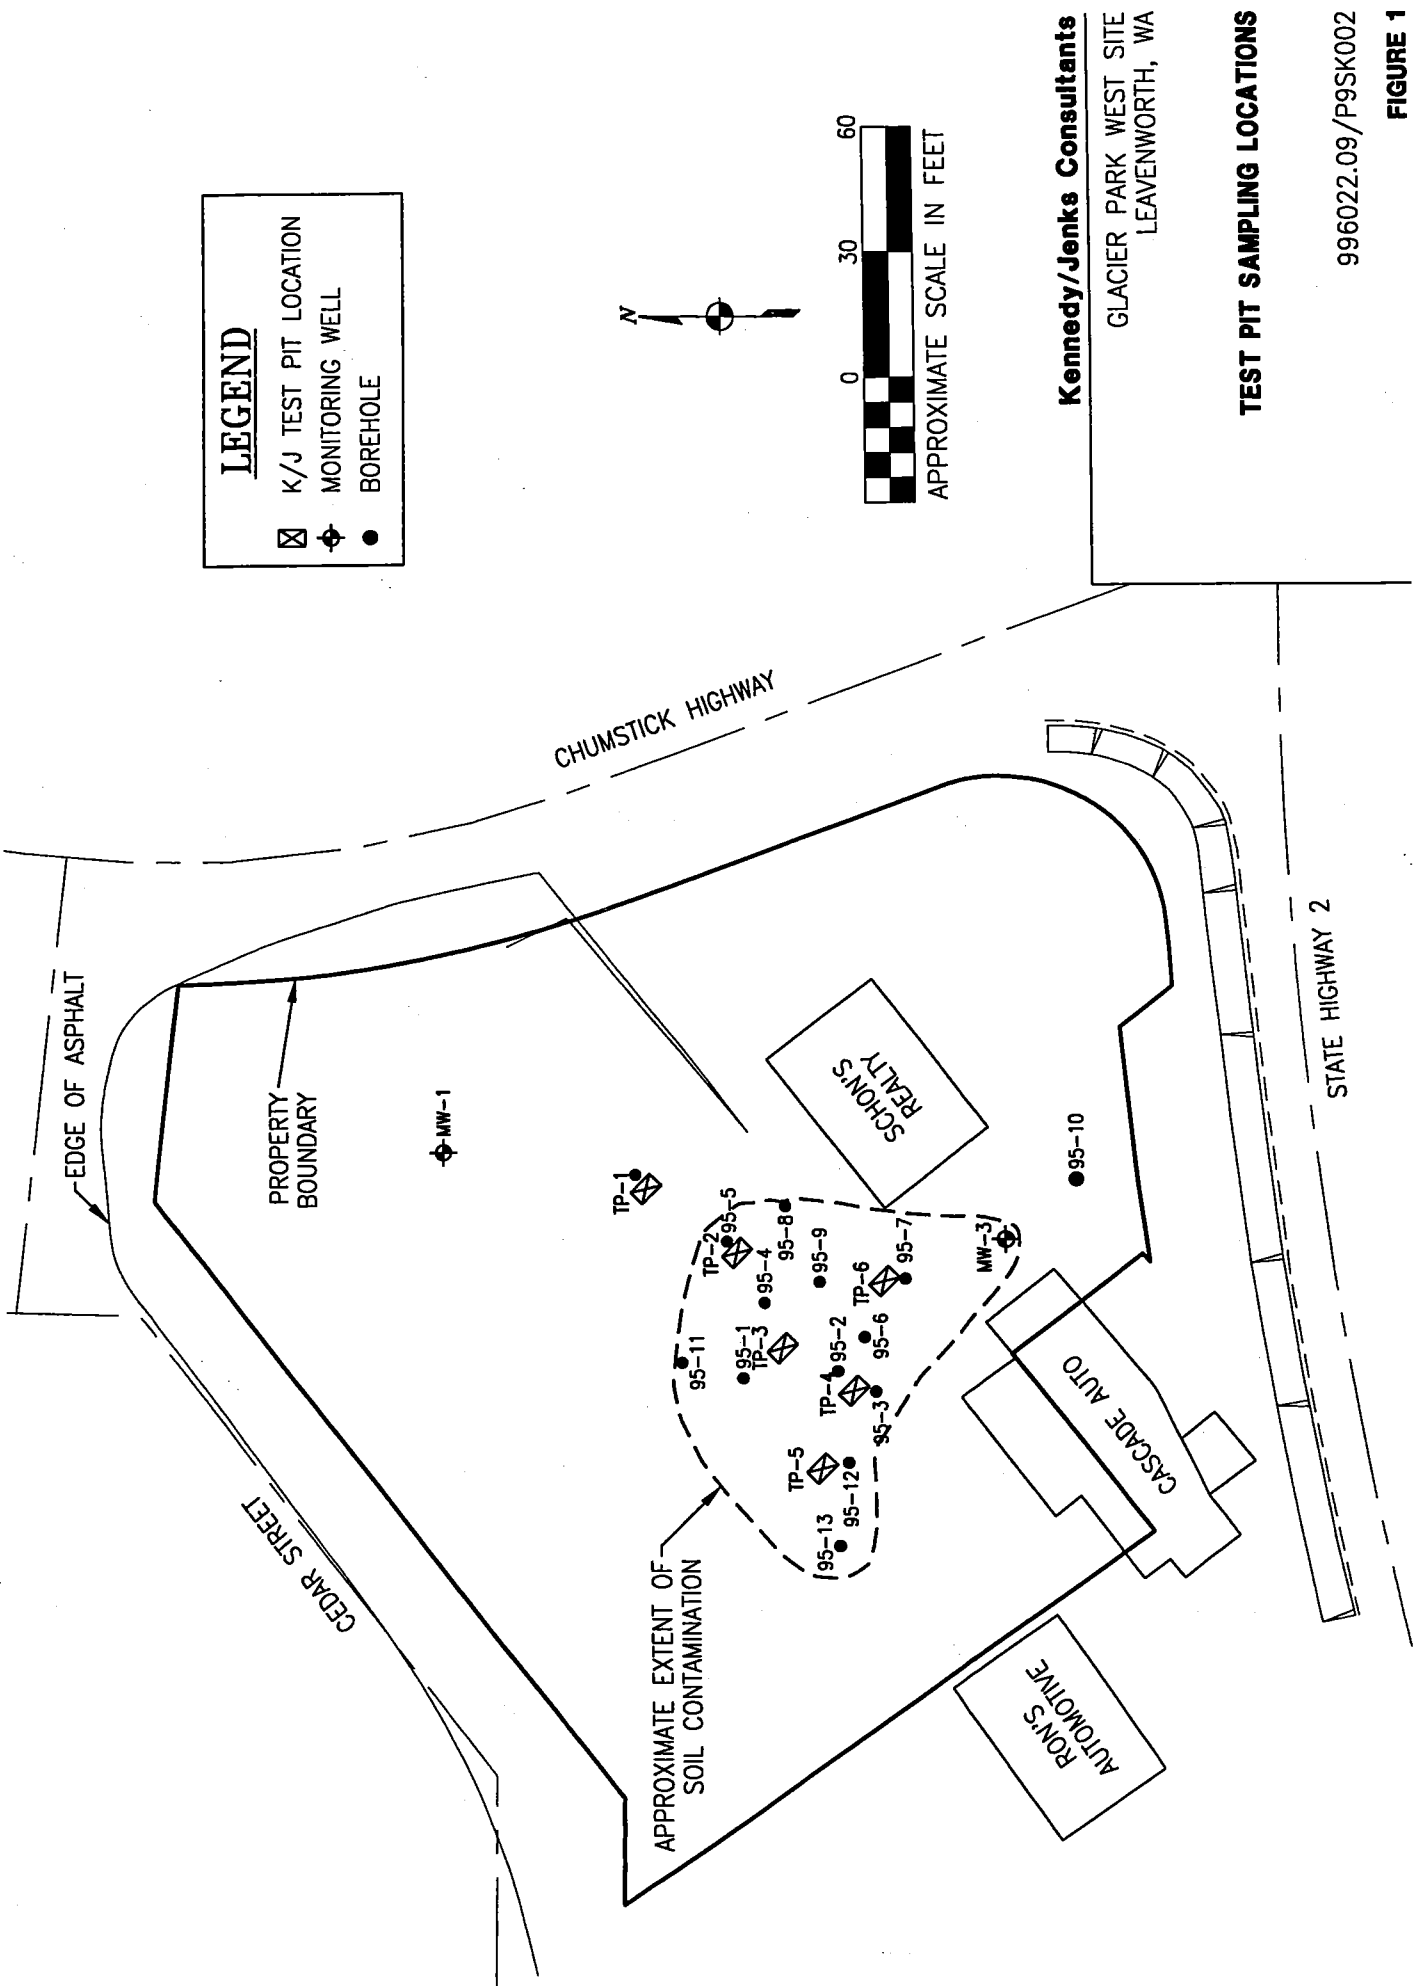 LEGEND
K/J TEST PIT LOCATION
MONITORING WELL
BOREHOLE
N
0 30 60
APPROXIMATE SCALE IN FEET
EDGE OF ASPHALT
PROPERTY
BOUNDARY
CEDAR STREET
CHUMSTICK HIGHWAY
STATE HIGHWAY 2
MW-1
TP-1
TP-2
95-5
95-4
95-8
95-9
95-11
95-1
TP-3
TP-6
95-7
95-2
95-6
TP-4
95-3
TP-5
95-12
95-13
MW-3
95-10
APPROXIMATE EXTENT OF
SOIL CONTAMINATION
SCHON'S
REALTY
CASCADE AUTO
RON'S
AUTOMOTIVE
Kennedy/Jenks Consultants
GLACIER PARK WEST SITE
LEAVENWORTH, WA
TEST PIT SAMPLING LOCATIONS
996022.09/P9SK002
FIGURE 1